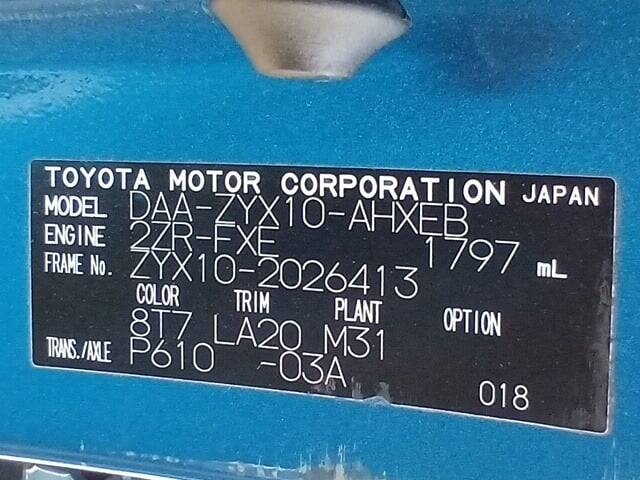 TOYOTA MOTOR CORPORATION JAPAN
MODEL DAA-ZYX10-AHXEB
ENGINE 2ZR-FXE 1797 mL
FRAME No. ZYX10-2026413
COLOR TRIM PLANT OPTION
8T7 LA20 M31
TRANS./AXLE P610 -03A
018